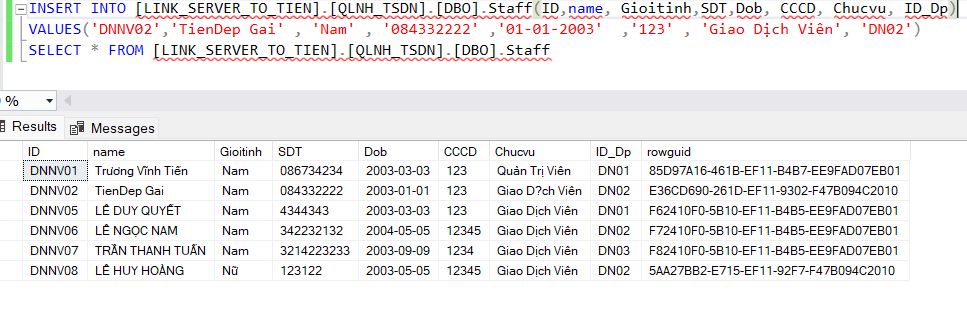 INSERT INTO [LINK_SERVER_TO_TIEN].[QLNH_TSDN].[DBO].Staff(ID,name, Gioitinh,SDT,Dob, CCCD, Chucvu, ID_Dp)
VALUES('DNNV02','TienDep Gai' , 'Nam' , '084332222' ,'01-01-2003' ,'123' , 'Giao Dịch Viên', 'DN02')
SELECT * FROM [LINK_SERVER_TO_TIEN].[QLNH_TSDN].[DBO].Staff
%
Results Messages
ID name Gioitinh SDT Dob CCCD Chucvu ID_Dp rowguid
DNNV01 Trương Vĩnh Tiến Nam 086734234 2003-03-03 123 Quản Trị Viên DN01 85D97A16-461B-EF11-B4B7-EE9FAD07EB01
DNNV02 TienDep Gai Nam 084332222 2003-01-01 123 Giao D?ch Viên DN02 E36CD690-261D-EF11-9302-F47B094C2010
DNNV05 LÊ DUY QUYẾT Nam 4344343 2003-03-03 123 Giao Dịch Viên DN01 F62410F0-5B10-EF11-B4B5-EE9FAD07EB01
DNNV06 LÊ NGỌC NAM Nam 342232132 2004-05-05 12345 Giao Dịch Viên DN02 F72410F0-5B10-EF11-B4B5-EE9FAD07EB01
DNNV07 TRẦN THANH TUẤN Nam 3214223233 2003-09-09 1234 Giao Dịch Viên DN03 F82410F0-5B10-EF11-B4B5-EE9FAD07EB01
DNNV08 LÊ HUY HOÀNG Nữ 123122 2003-05-05 12345 Giao Dịch Viên DN02 5AA27BB2-E715-EF11-92F7-F47B094C2010